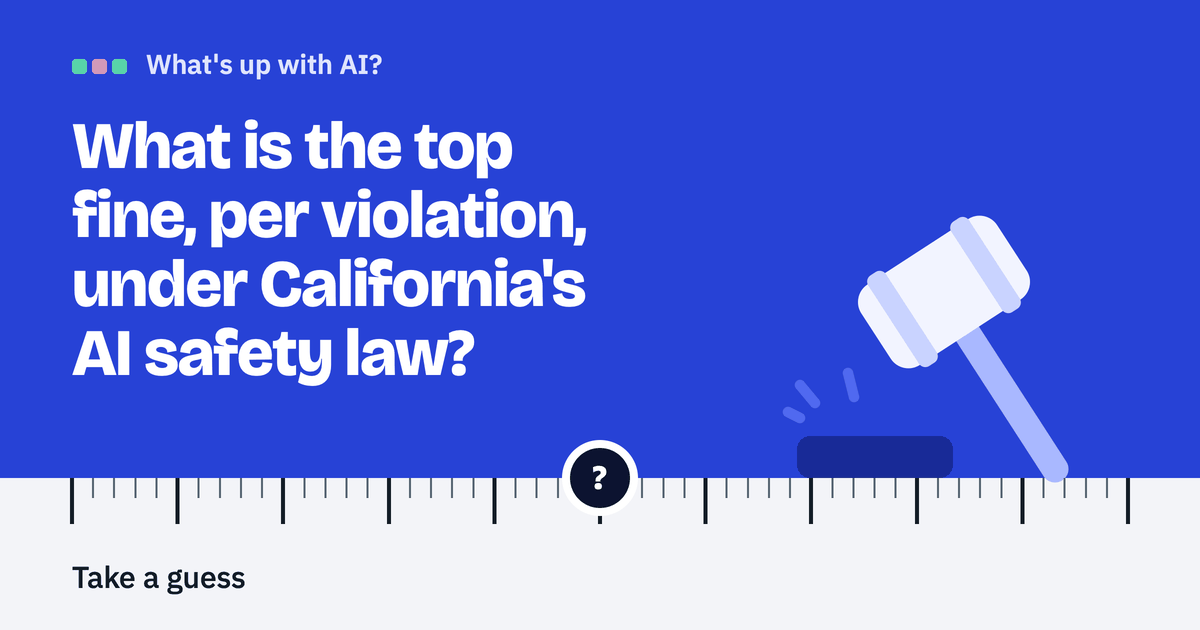 What's up with AI?
What is the top
fine, per violation,
under California's
AI safety law?
?
Take a guess